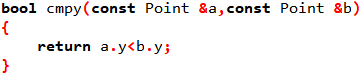 bool cmpy(const Point &a,const Point &b)
{
    return a.y<b.y;
}